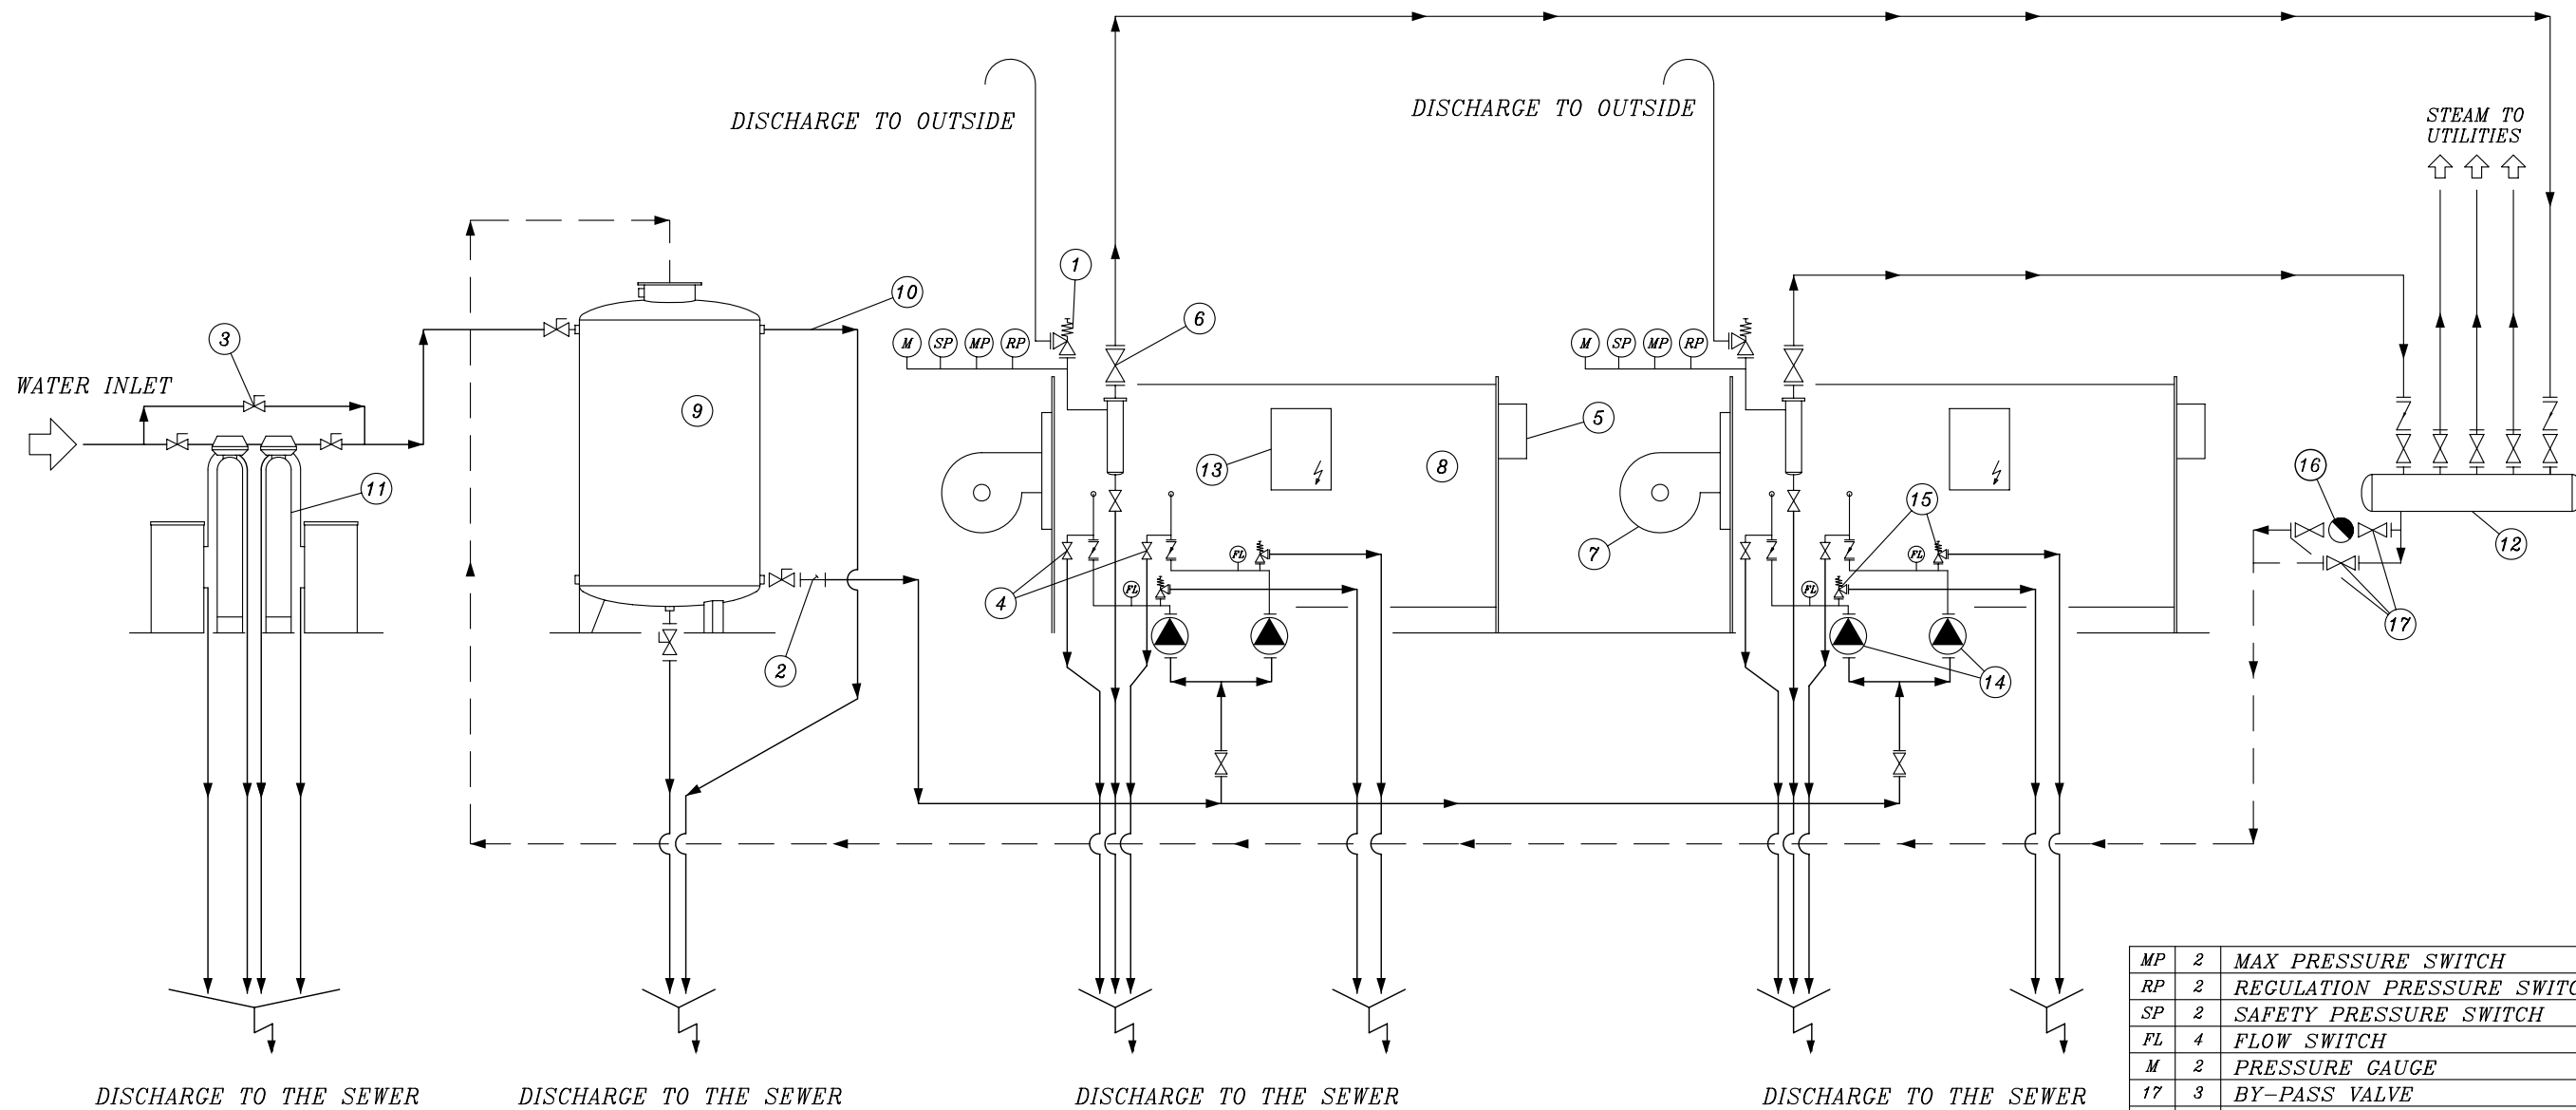 DISCHARGE TO OUTSIDE
DISCHARGE TO OUTSIDE
STEAM TO
UTILITIES
1
10
6
3
M SP MP RP
M SP MP RP
WATER INLET
9
5
13
8
16
11
15
7
12
FL
FL
FL
FL
4
17
2
14
MP 2 MAX PRESSURE SWITCH
RP 2 REGULATION PRESSURE SWITC
SP 2 SAFETY PRESSURE SWITCH
FL 4 FLOW SWITCH
M 2 PRESSURE GAUGE
17 3 BY-PASS VALVE
DISCHARGE TO THE SEWER
DISCHARGE TO THE SEWER
DISCHARGE TO THE SEWER
DISCHARGE TO THE SEWER